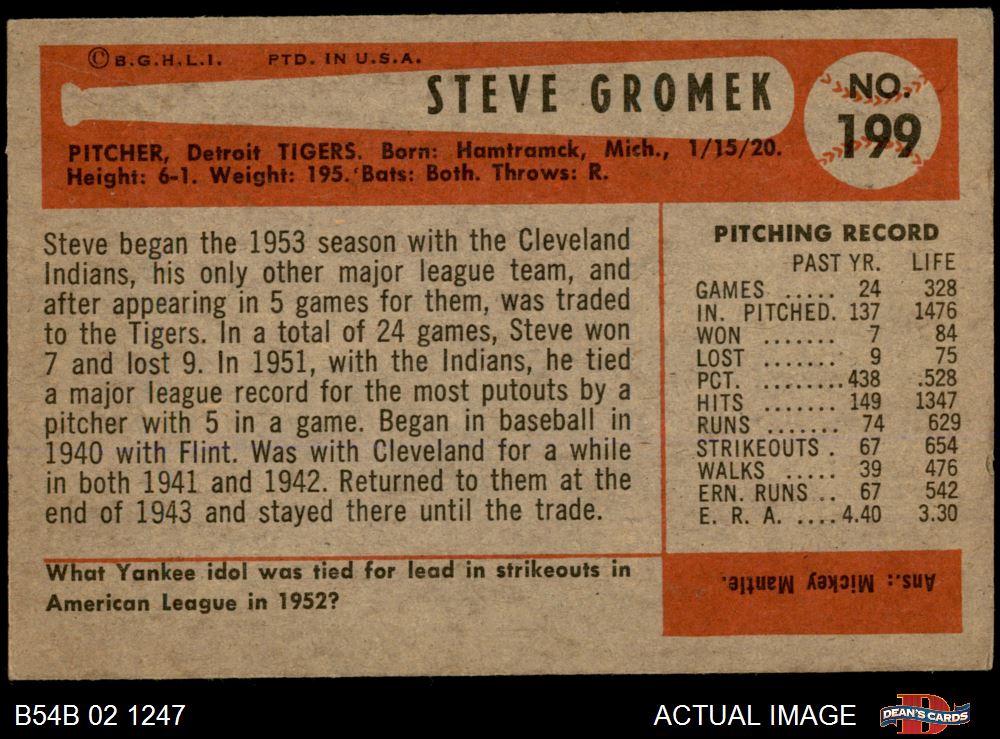 © B.G.H.L.I. PTD. IN U.S.A.
STEVE GROMEK
NO.
199
PITCHER, Detroit TIGERS. Born: Hamtramck, Mich., 1/15/20.
Height: 6-1. Weight: 195. Bats: Both. Throws: R.
Steve began the 1953 season with the Cleveland
Indians, his only other major league team, and
after appearing in 5 games for them, was traded
to the Tigers. In a total of 24 games, Steve won
7 and lost 9. In 1951, with the Indians, he tied
a major league record for the most putouts by a
pitcher with 5 in a game. Began in baseball in
1940 with Flint. Was with Cleveland for a while
in both 1941 and 1942. Returned to them at the
end of 1943 and stayed there until the trade.
PITCHING RECORD
PAST YR. LIFE
GAMES ..... 24 328
IN. PITCHED. 137 1476
WON ....... 7 84
LOST ....... 9 75
PCT. ........438 .528
HITS ....... 149 1347
RUNS ....... 74 629
STRIKEOUTS . 67 654
WALKS ..... 39 476
ERN. RUNS .. 67 542
E. R. A. ....4.40 3.30
What Yankee idol was tied for lead in strikeouts in
American League in 1952?
Ans.: Mickey Mantle.
B54B 02 1247
ACTUAL IMAGE
DEAN'S CARDS